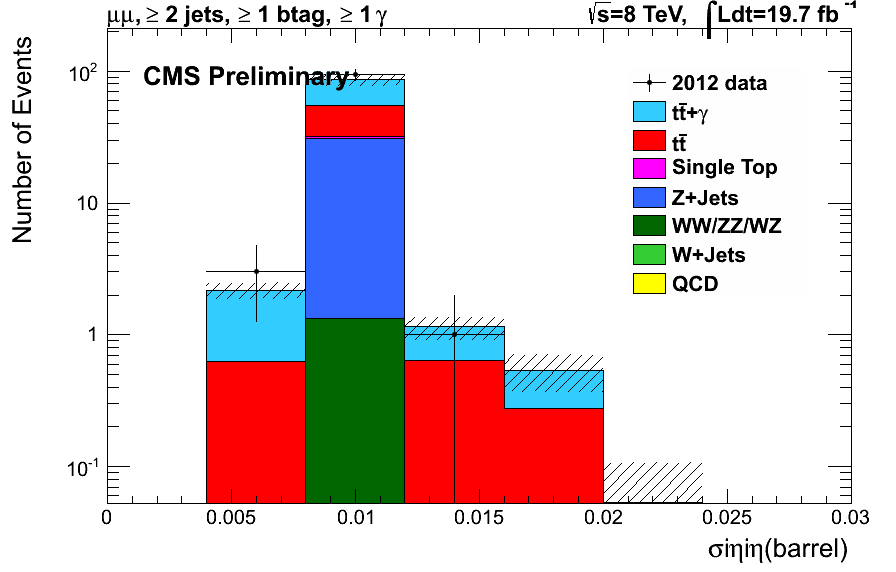 μμ, ≥ 2 jets, ≥ 1 btag, ≥ 1 γ √s=8 TeV, ∫Ldt=19.7 fb⁻¹
CMS Preliminary
Number of Events
10²
10
1
10⁻¹
2012 data
tt̄+γ
tt̄
Single Top
Z+Jets
WW/ZZ/WZ
W+Jets
QCD
0 0.005 0.01 0.015 0.02 0.025 0.03
σiηiη(barrel)